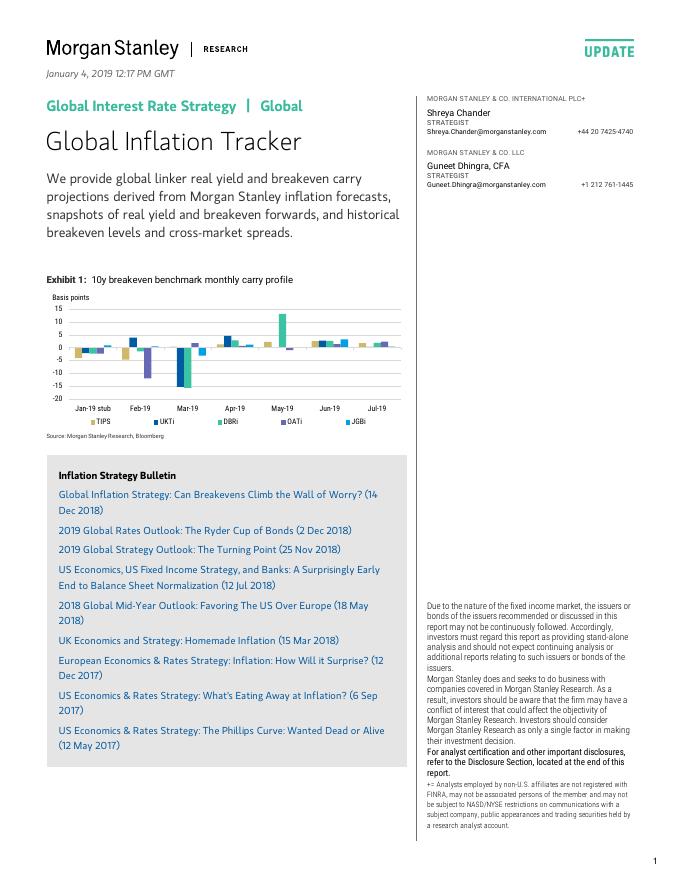 Morgan Stanley | RESEARCH
UPDATE
January 4, 2019 12:17 PM GMT
Global Interest Rate Strategy | Global
Global Inflation Tracker
We provide global linker real yield and breakeven carry
projections derived from Morgan Stanley inflation forecasts,
snapshots of real yield and breakeven forwards, and historical
breakeven levels and cross-market spreads.
Exhibit 1: 10y breakeven benchmark monthly carry profile
Basis points
15
10
5
0
-5
-10
-15
-20
Jan-19 stub Feb-19 Mar-19 Apr-19 May-19 Jun-19 Jul-19
TIPS UKTi DBRi OATi JGBi
Source: Morgan Stanley Research, Bloomberg
Inflation Strategy Bulletin
Global Inflation Strategy: Can Breakevens Climb the Wall of Worry? (14
Dec 2018)
2019 Global Rates Outlook: The Ryder Cup of Bonds (2 Dec 2018)
2019 Global Strategy Outlook: The Turning Point (25 Nov 2018)
US Economics, US Fixed Income Strategy, and Banks: A Surprisingly Early
End to Balance Sheet Normalization (12 Jul 2018)
2018 Global Mid-Year Outlook: Favoring The US Over Europe (18 May
2018)
UK Economics and Strategy: Homemade Inflation (15 Mar 2018)
European Economics & Rates Strategy: Inflation: How Will it Surprise? (12
Dec 2017)
US Economics & Rates Strategy: What's Eating Away at Inflation? (6 Sep
2017)
US Economics & Rates Strategy: The Phillips Curve: Wanted Dead or Alive
(12 May 2017)
MORGAN STANLEY & CO. INTERNATIONAL PLC+
Shreya Chander
STRATEGIST
Shreya.Chander@morganstanley.com +44 20 7425-4740
MORGAN STANLEY & CO. LLC
Guneet Dhingra, CFA
STRATEGIST
Guneet.Dhingra@morganstanley.com +1 212 761-1445
Due to the nature of the fixed income market, the issuers or
bonds of the issuers recommended or discussed in this
report may not be continuously followed. Accordingly,
investors must regard this report as providing stand-alone
analysis and should not expect continuing analysis or
additional reports relating to such issuers or bonds of the
issuers.
Morgan Stanley does and seeks to do business with
companies covered in Morgan Stanley Research. As a
result, investors should be aware that the firm may have a
conflict of interest that could affect the objectivity of
Morgan Stanley Research. Investors should consider
Morgan Stanley Research as only a single factor in making
their investment decision.
For analyst certification and other important disclosures,
refer to the Disclosure Section, located at the end of this
report.
+= Analysts employed by non-U.S. affiliates are not registered with
FINRA, may not be associated persons of the member and may not
be subject to NASD/NYSE restrictions on communications with a
subject company, public appearances and trading securities held by
a research analyst account.
1